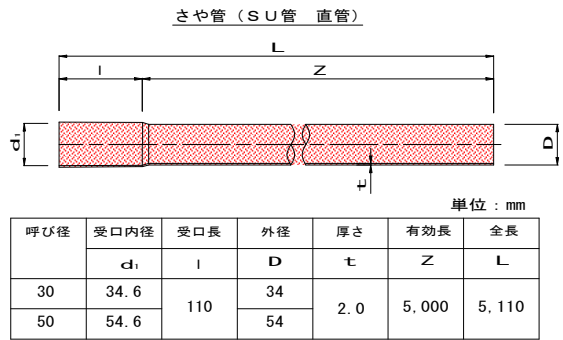 さや管（ＳＵ管　直管）
L
l Z
d₁ D
t
単位：mm
呼び径 受口内径 受口長 外径 厚さ 有効長 全長
d₁ l D t Z L
30 34.6 110 34 2.0 5,000 5,110
50 54.6 54